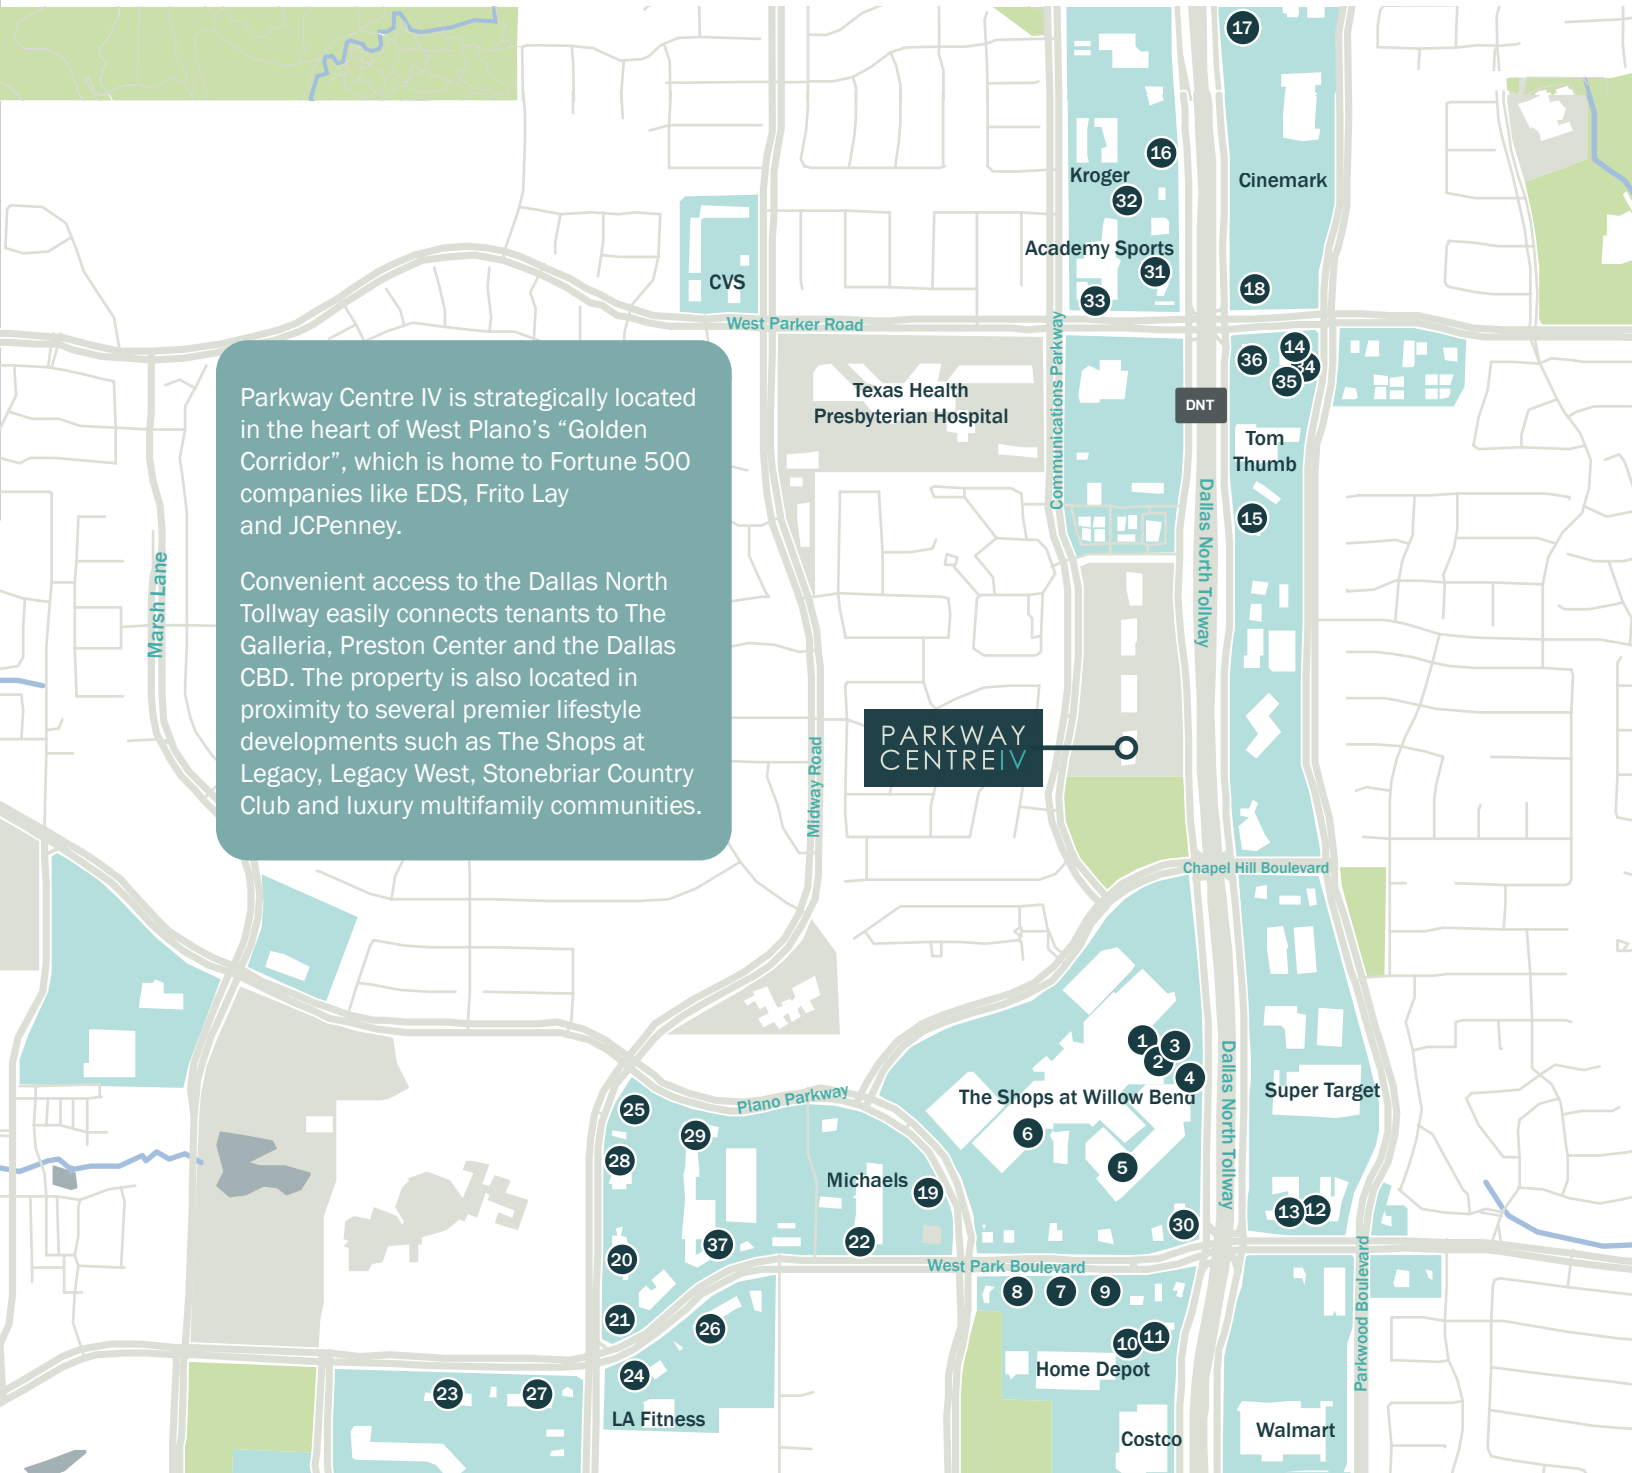 17
16
Kroger
Cinemark
32
Academy Sports
31
CVS
18
33
West Parker Road
Communications Parkway
14
36
34
35
Texas Health
Presbyterian Hospital
DNT
Tom
Thumb
15
Dallas North Tollway
Marsh Lane
Parkway Centre IV is strategically located
in the heart of West Plano’s “Golden
Corridor”, which is home to Fortune 500
companies like EDS, Frito Lay
and JCPenney.
Convenient access to the Dallas North
Tollway easily connects tenants to The
Galleria, Preston Center and the Dallas
CBD. The property is also located in
proximity to several premier lifestyle
developments such as The Shops at
Legacy, Legacy West, Stonebriar Country
Club and luxury multifamily communities.
PARKWAY
CENTREIV
Midway Road
Chapel Hill Boulevard
1
3
2
4
Dallas North Tollway
The Shops at Willow Bend
Super Target
Plano Parkway
25
29
6
28
5
Michaels
19
13
12
30
37
22
20
West Park Boulevard
Parkwood Boulevard
8
7
9
21
26
10
11
Home Depot
24
23
27
LA Fitness
Costco
Walmart